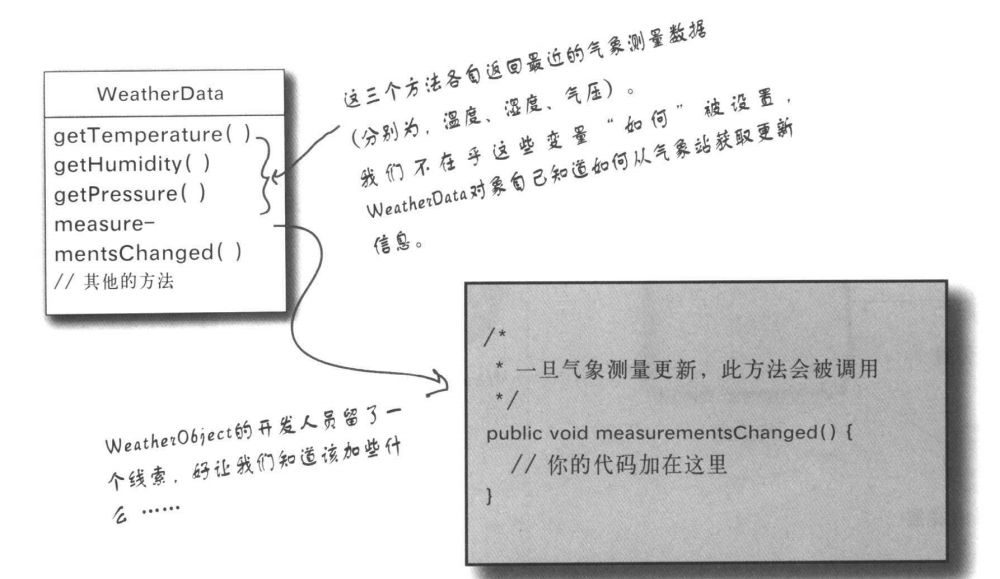 WeatherData
getTemperature( )
getHumidity( )
getPressure( )
measure-
mentsChanged( )
// 其他的方法
这三个方法各自返回最近的气象测量数据
(分别为，温度、湿度、气压)。
我们不在乎这些变量“如何”被设置，
WeatherData对象自己知道如何从气象站获取更新
信息。
/*
* 一旦气象测量更新，此方法会被调用
*/
public void measurementsChanged() {
// 你的代码加在这里
}
WeatherObject的开发人员留了一
个线索，好让我们知道该加些什
么 ……